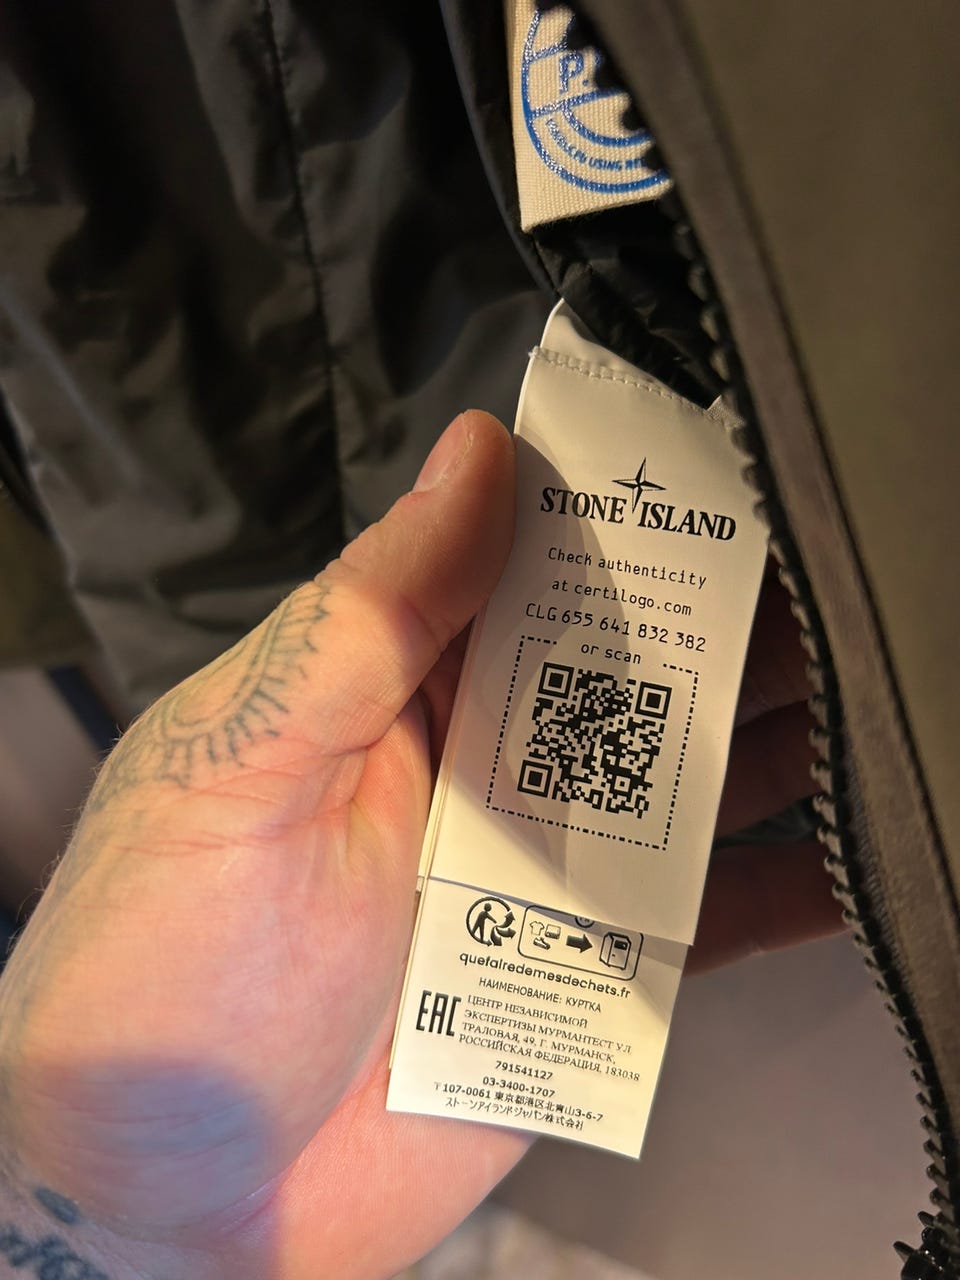 STONE ISLAND
Check authenticity
at certilogo.com
CLG 655 641 832 382
or scan
quefairedemesdechets.fr
НАИМЕНОВАНИЕ: КУРТКА
EAC
ЦЕНТР НЕЗАВИСИМОЙ
ЭКСПЕРТИЗЫ МУРМАНТЕСТ УЛ.
ТРАЛОВАЯ, 49, Г. МУРМАНСК,
РОССИЙСКАЯ ФЕДЕРАЦИЯ, 183038
791541127
03-3400-1707
〒107-0061 東京都港区北青山3-6-7
ストーンアイランドジャパン株式会社